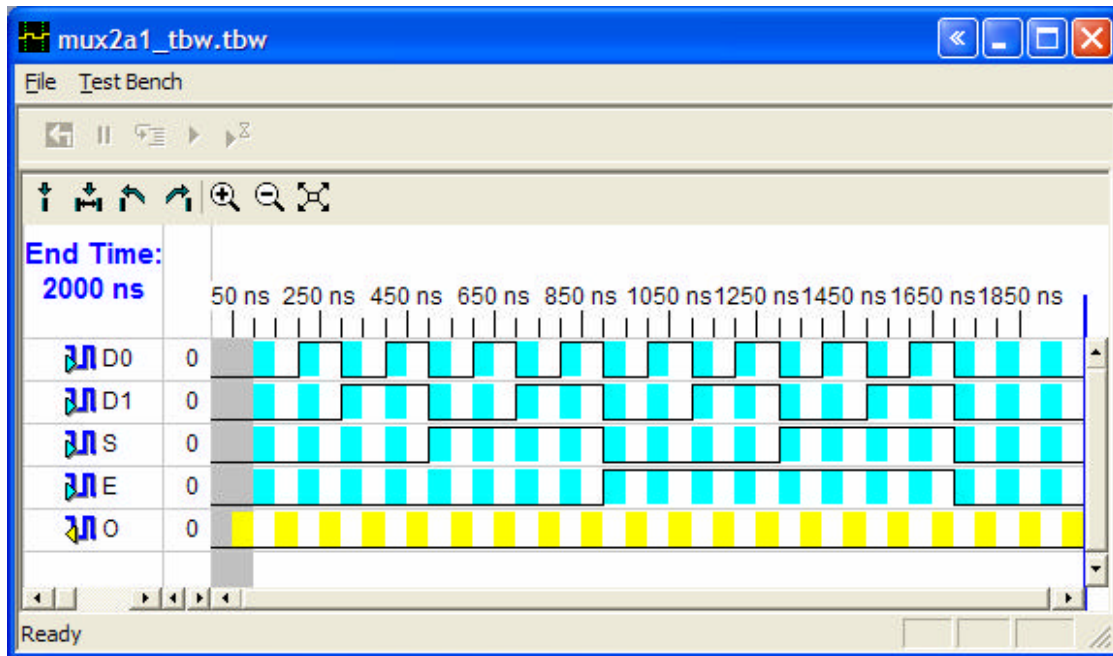 mux2a1_tbw.tbw
File Test Bench
End Time:
2000 ns
50 ns 250 ns 450 ns 650 ns 850 ns 1050 ns1250 ns1450 ns1650 ns1850 ns
D0 0
D1 0
S 0
E 0
O 0
Ready